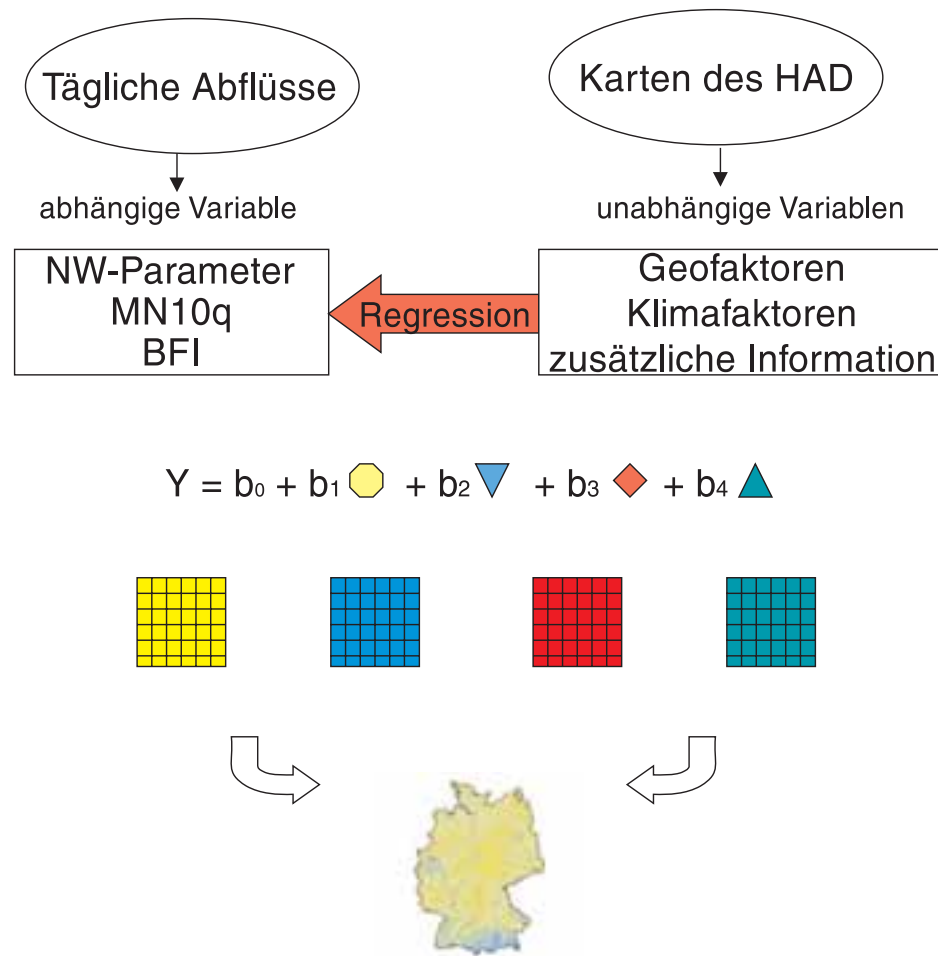 Tägliche Abflüsse
Karten des HAD
abhängige Variable
unabhängige Variablen
NW-Parameter
MN10q
BFI
Regression
Geofaktoren
Klimafaktoren
zusätzliche Information
Y = b0 + b1 + b2 + b3 + b4